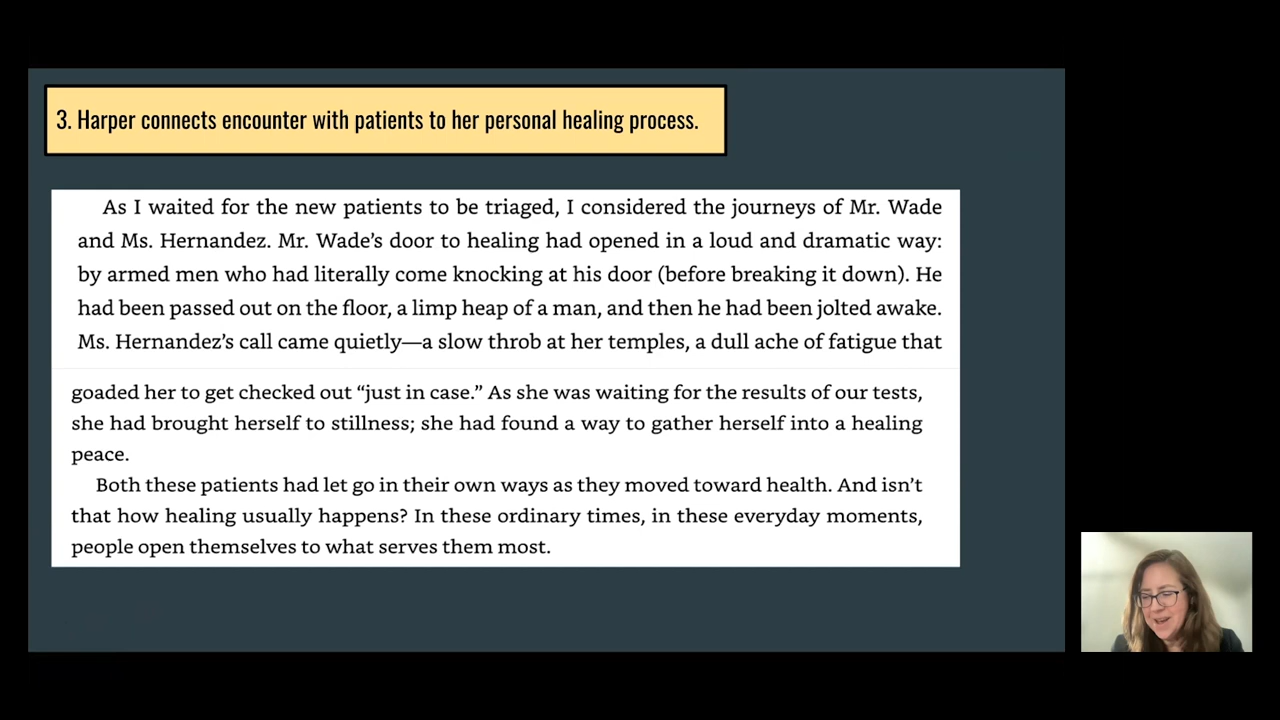 3. Harper connects encounter with patients to her personal healing process.
As I waited for the new patients to be triaged, I considered the journeys of Mr. Wade
and Ms. Hernandez. Mr. Wade’s door to healing had opened in a loud and dramatic way:
by armed men who had literally come knocking at his door (before breaking it down). He
had been passed out on the floor, a limp heap of a man, and then he had been jolted awake.
Ms. Hernandez’s call came quietly—a slow throb at her temples, a dull ache of fatigue that
goaded her to get checked out “just in case.” As she was waiting for the results of our tests,
she had brought herself to stillness; she had found a way to gather herself into a healing
peace.
Both these patients had let go in their own ways as they moved toward health. And isn’t
that how healing usually happens? In these ordinary times, in these everyday moments,
people open themselves to what serves them most.